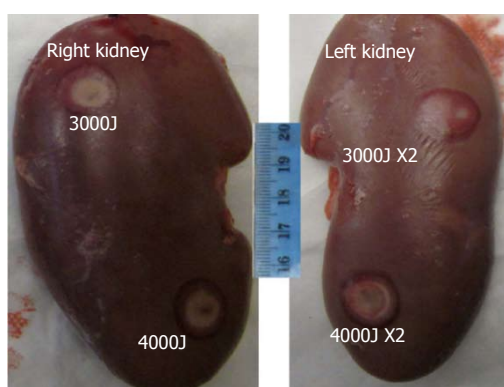 Right kidney
3000J
4000J
20
19
18
17
16
Left kidney
3000J X2
4000J X2